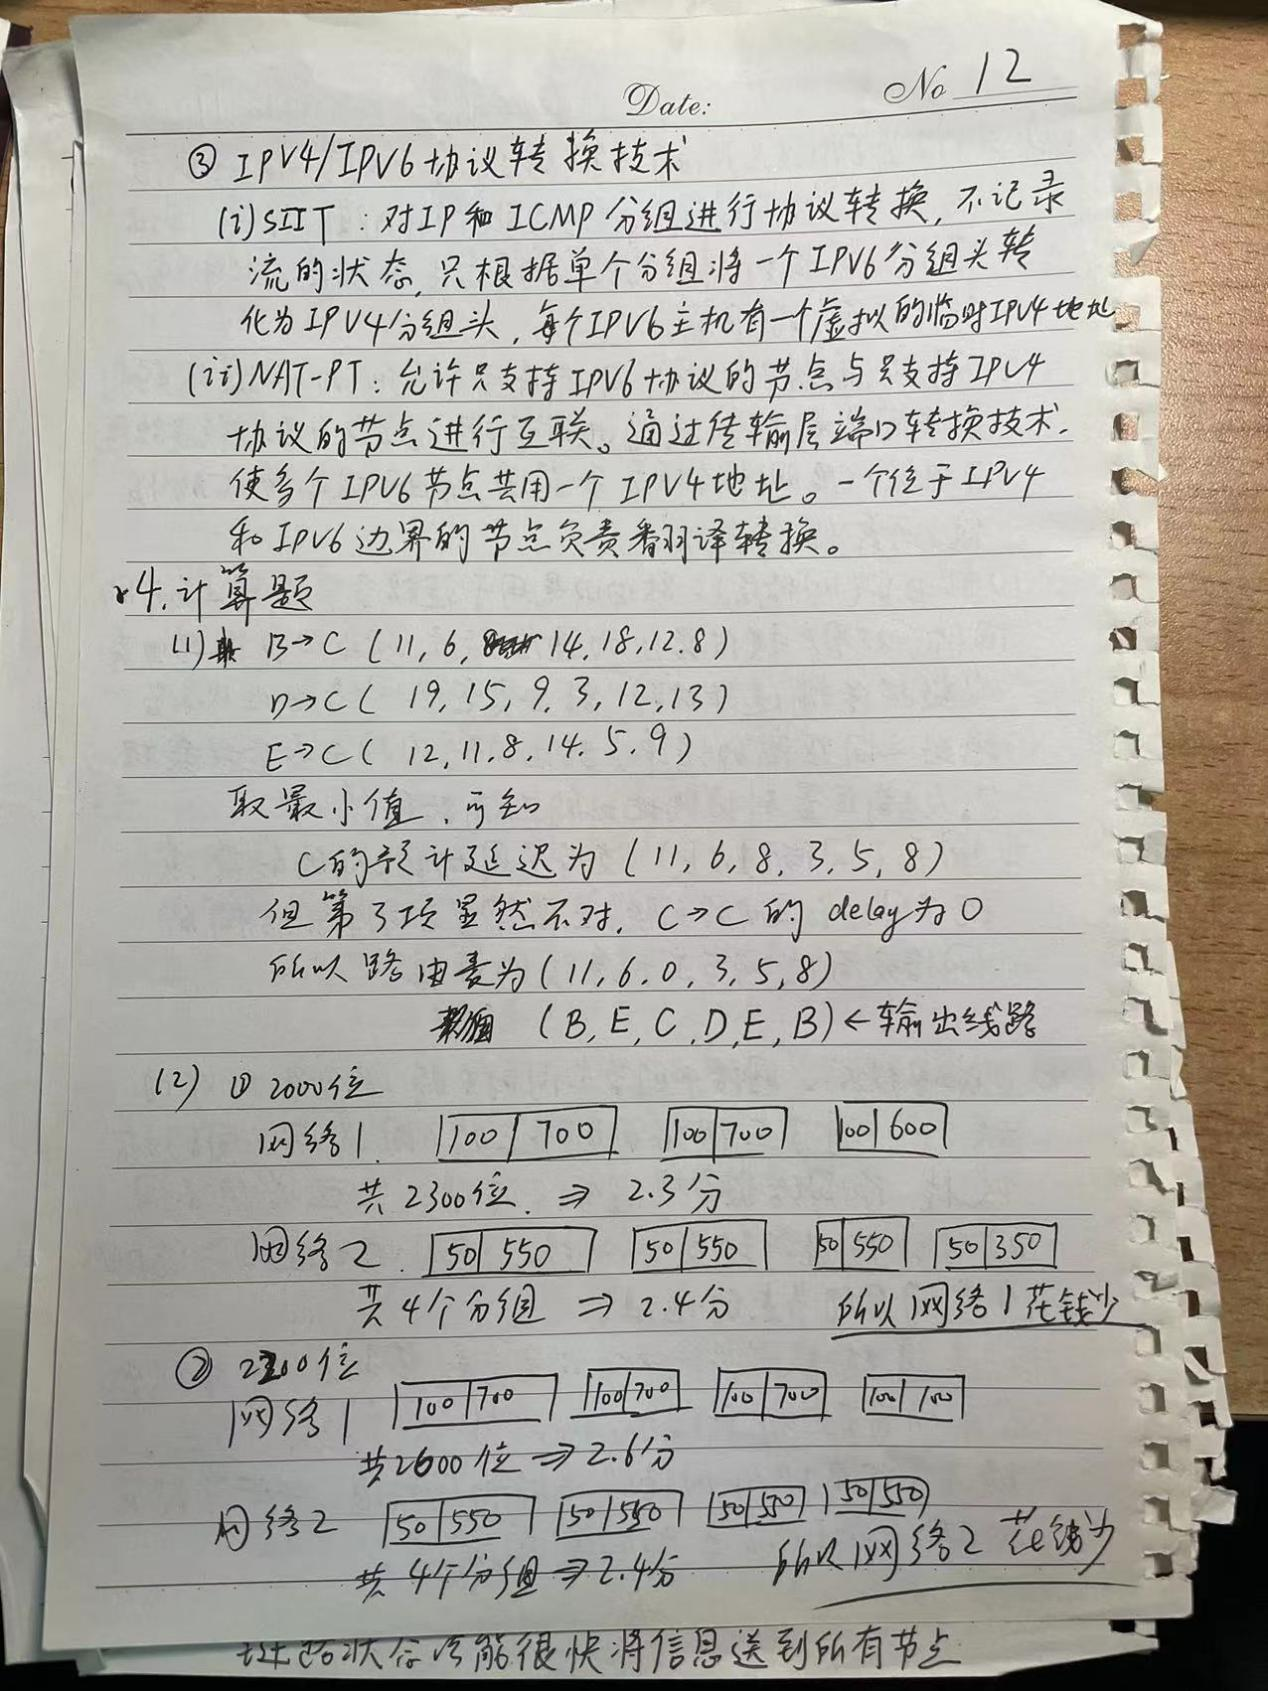 Date:
No 12
③ IPV4/IPV6协议转换技术
(i) SIIT：对IP和ICMP分组进行协议转换，不记录
流的状态，只根据单个分组将一个IPV6分组头转
化为IPV4分组头，每个IPV6主机有一个虚拟的临时IPV4地址
(ii) NAT-PT：允许只支持IPV6协议的节点与只支持IPV4
协议的节点进行互联。通过传输层端口转换技术.
使多个IPV6节点共用一个IPV4地址。一个位于IPV4
和IPV6边界的节点负责翻译转换。
4.计算题
(1) B→C (11, 6, 14, 18, 12, 8)
D→C (19, 15, 9, 3, 12, 13)
E→C (12, 11, 8, 14, 5, 9)
取最小值，可知
C的预计延迟为 (11, 6, 8, 3, 5, 8)
但第3项显然不对，C→C的delay为0
所以路由表为 (11, 6, 0, 3, 5, 8)
(B, E, C, D, E, B) ← 输出线路
(2) ① 2000位
网络1. 100 | 700 100 | 700 100 | 600
共2300位. ⇒ 2.3分
网络2. 50 | 550 50 | 550 50 | 550 50 | 350
共4个分组 ⇒ 2.4分 所以网络1花钱少
② 2200位
网络1 100 | 700 100 | 700 100 | 700 100 | 100
共2600位 ⇒ 2.6分
网络2 50 | 550 50 | 550 50 | 550 50 | 550
共4个分组 ⇒ 2.4分 所以网络2花钱少
能很快将信息送到所有节点